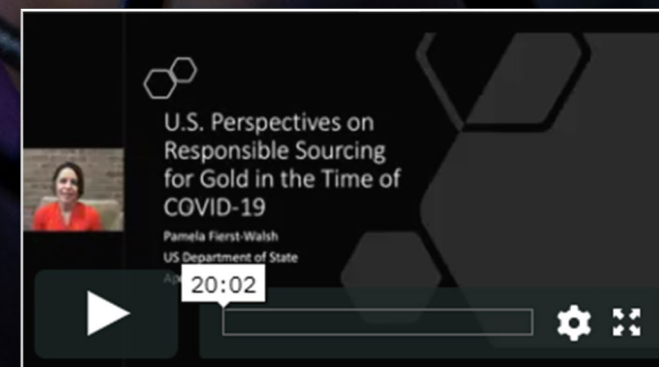 U.S. Perspectives on
Responsible Sourcing
for Gold in the Time of
COVID-19
Pamela Fierst-Walsh
US Department of State
20:02